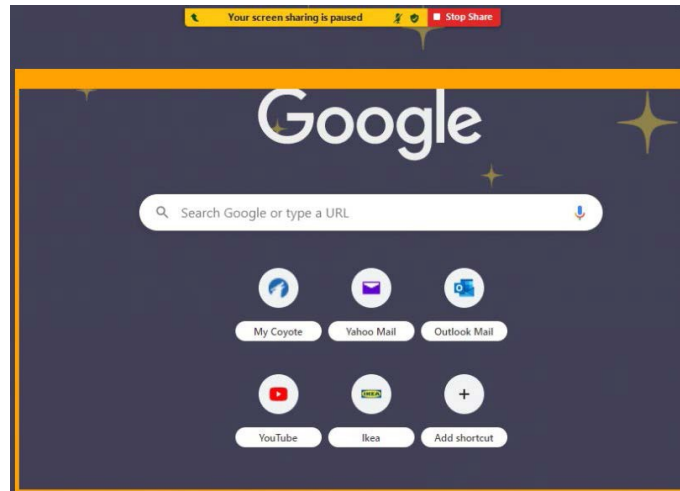 Your screen sharing is paused Stop Share
Google
Search Google or type a URL
My Coyote Yahoo Mail Outlook Mail
IKEA
YouTube Ikea Add shortcut